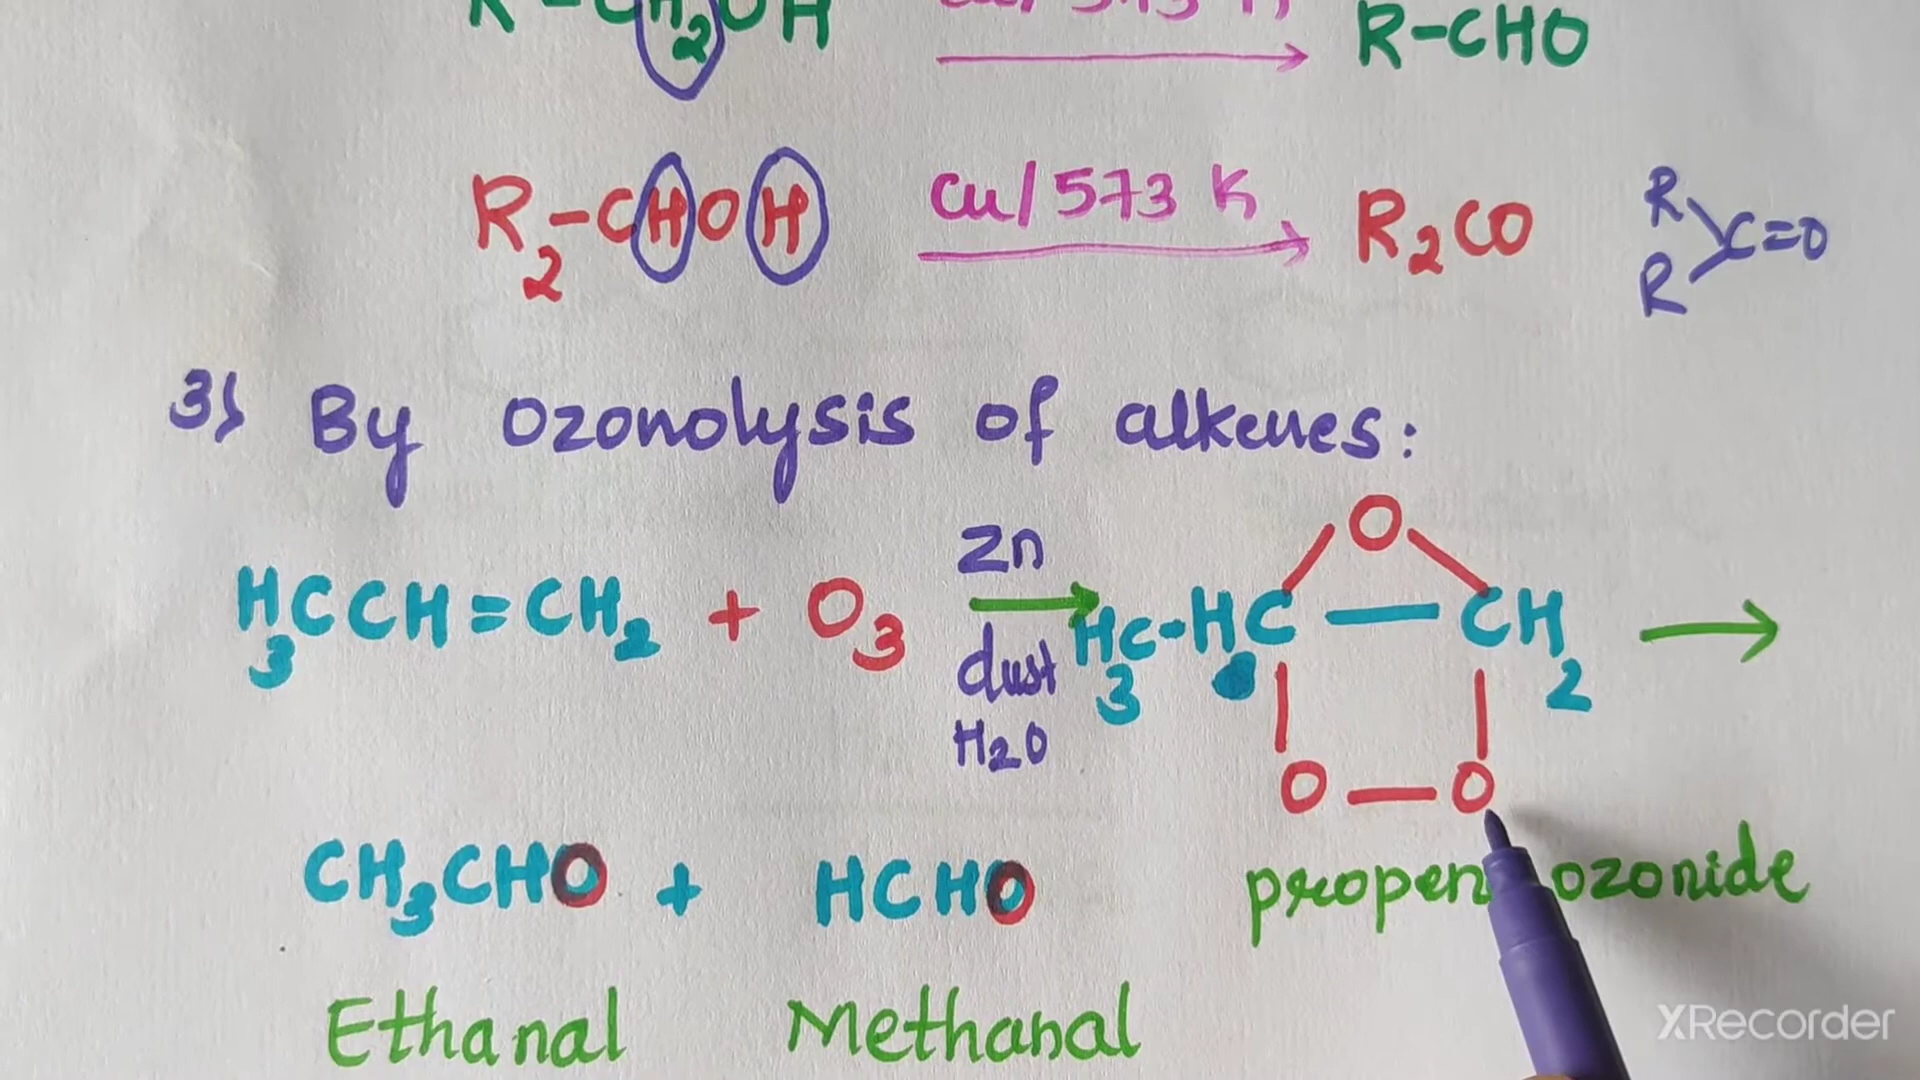 R-CH2OH → R-CHO
R2-CHOH Cu/573 K → R2CO R R C=O
3) By ozonolysis of alkenes:
H3CCH=CH2 + O3 Zn dust H2O → H3C-HC — CH2 →
O
O — O
CH3CHO + HCHO propen ozonide
Ethanal Methanal
XRecorder